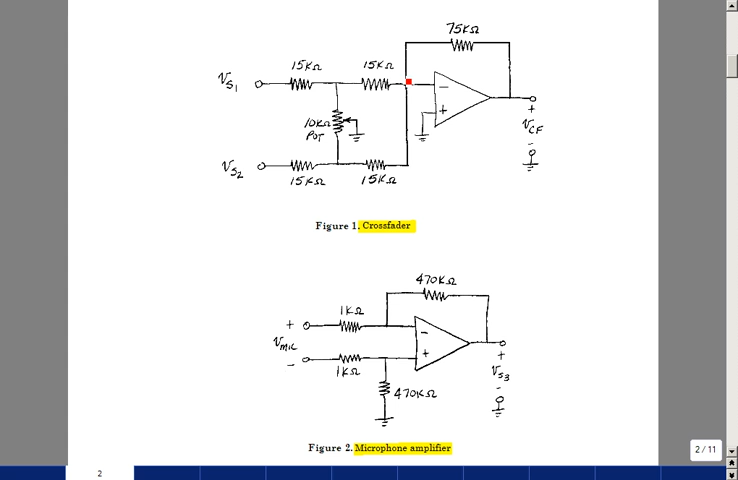 75KΩ
15KΩ
15KΩ
VS1
−
+
10KΩ
POT
+
VCF
-
VS2
15KΩ
15KΩ
Figure 1. Crossfader
470KΩ
1KΩ
+
−
Vmic
+
+
−
VS3
1KΩ
-
470KΩ
Figure 2. Microphone amplifier
2 / 11
2